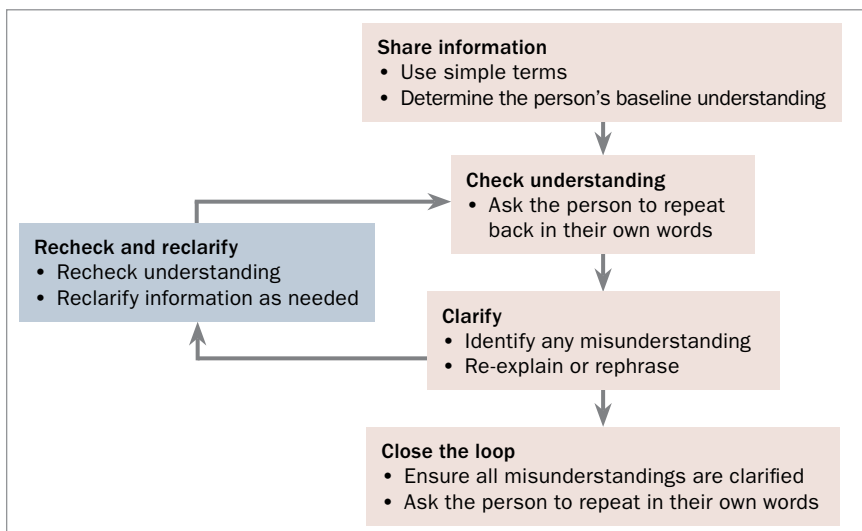 Share information
• Use simple terms
• Determine the person's baseline understanding
Check understanding
• Ask the person to repeat
back in their own words
Recheck and reclarify
• Recheck understanding
• Reclarify information as needed
Clarify
• Identify any misunderstanding
• Re-explain or rephrase
Close the loop
• Ensure all misunderstandings are clarified
• Ask the person to repeat in their own words